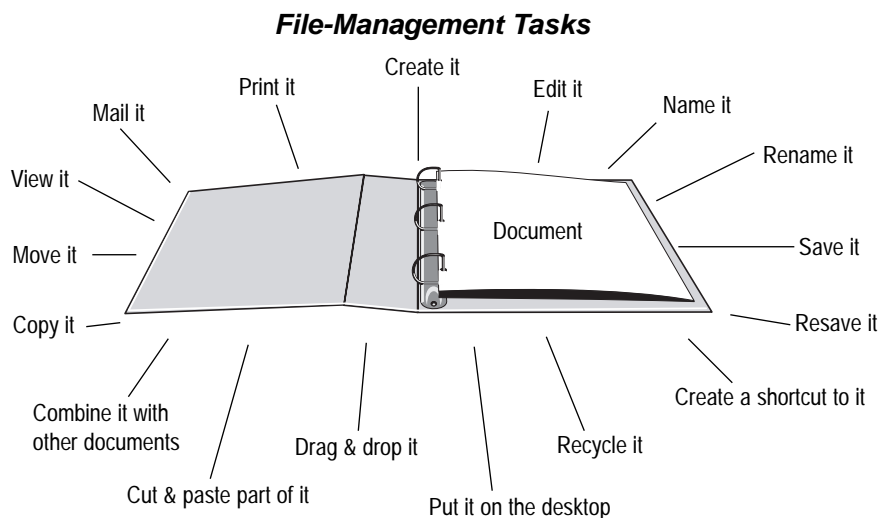 File-Management Tasks
Create it
Print it
Edit it
Mail it
Name it
View it
Rename it
Document
Move it
Save it
Copy it
Resave it
Create a shortcut to it
Combine it with
other documents
Drag & drop it
Recycle it
Cut & paste part of it
Put it on the desktop